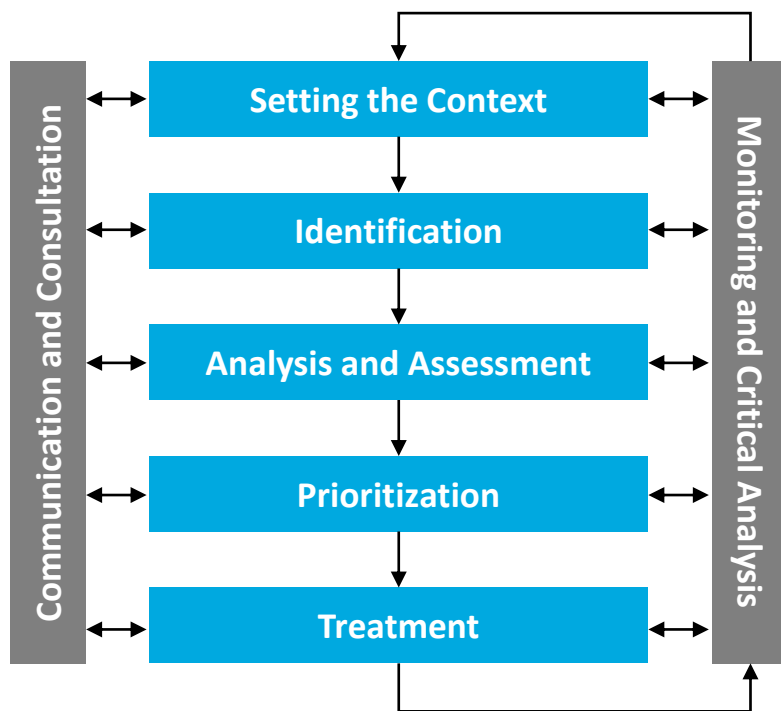 Setting the Context
Identification
Analysis and Assessment
Prioritization
Treatment
Communication and Consultation
Monitoring and Critical Analysis